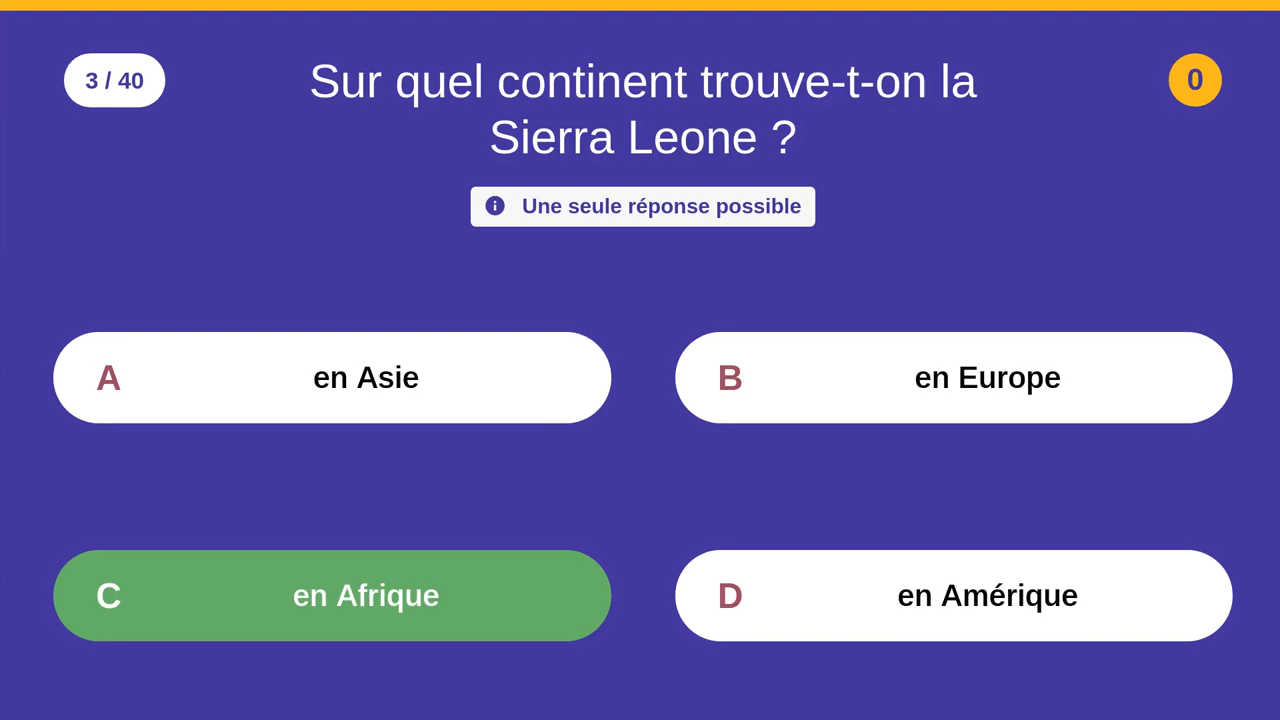 3 / 40
Sur quel continent trouve-t-on la
Sierra Leone ?
0
Une seule réponse possible
A en Asie
B en Europe
C en Afrique
D en Amérique